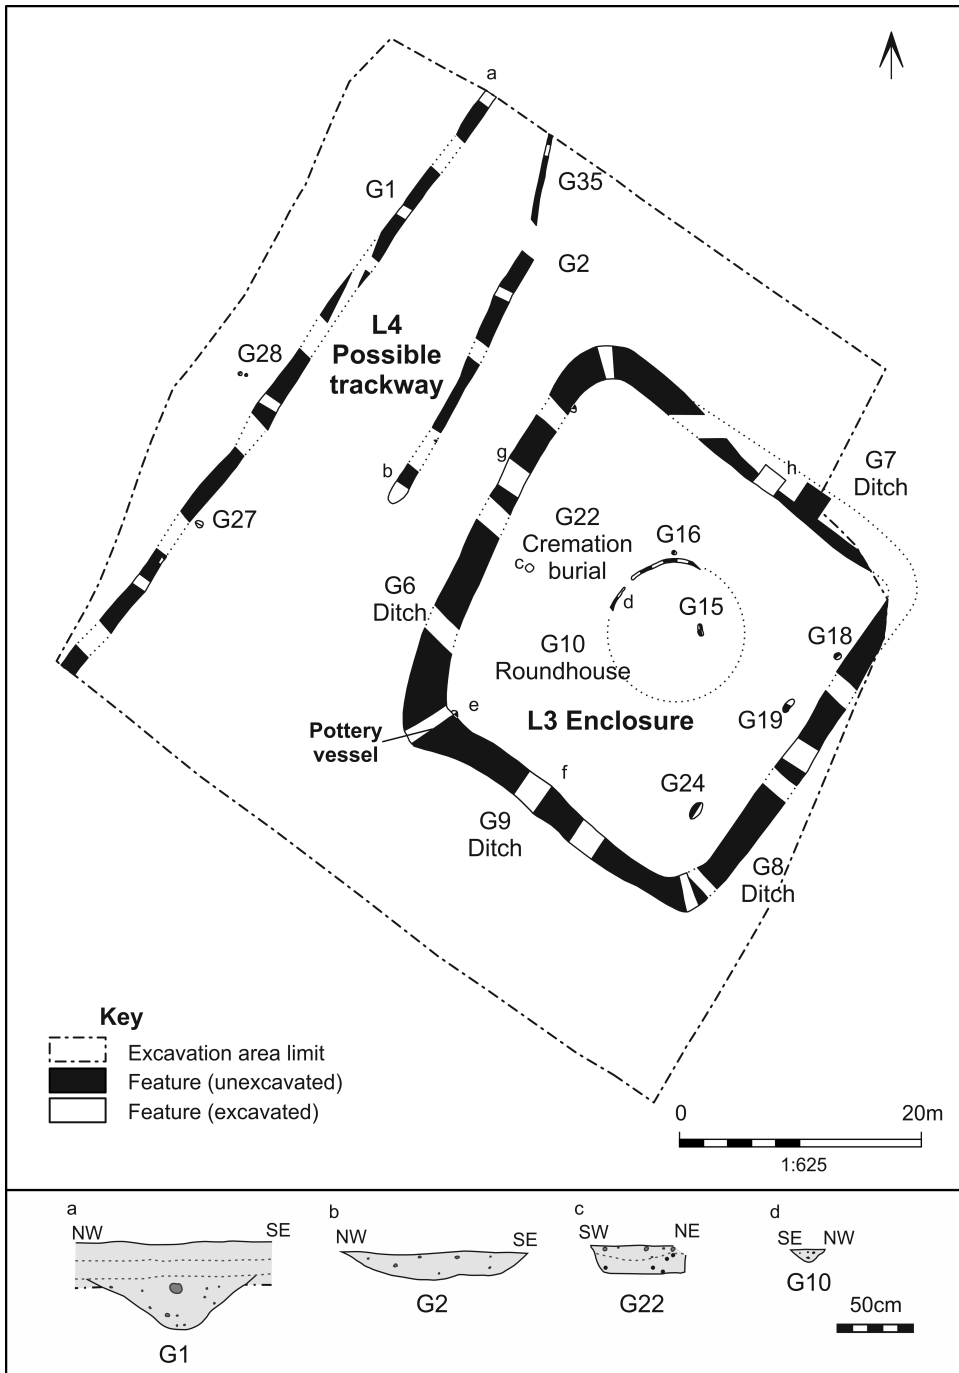 a
G1
G35
G2
L4
Possible
trackway
G28
b
g
h
G7
Ditch
G27
G22
Cremation
burial
c
G16
d
G15
G6
Ditch
G10
Roundhouse
G18
e
L3 Enclosure
G19
Pottery
vessel
f
G24
G9
Ditch
G8
Ditch
Key
Excavation area limit
Feature (unexcavated)
Feature (excavated)
0 20m
1:625
a
NW SE
G1
b
NW SE
G2
c
SW NE
G22
d
SE NW
G10
50cm